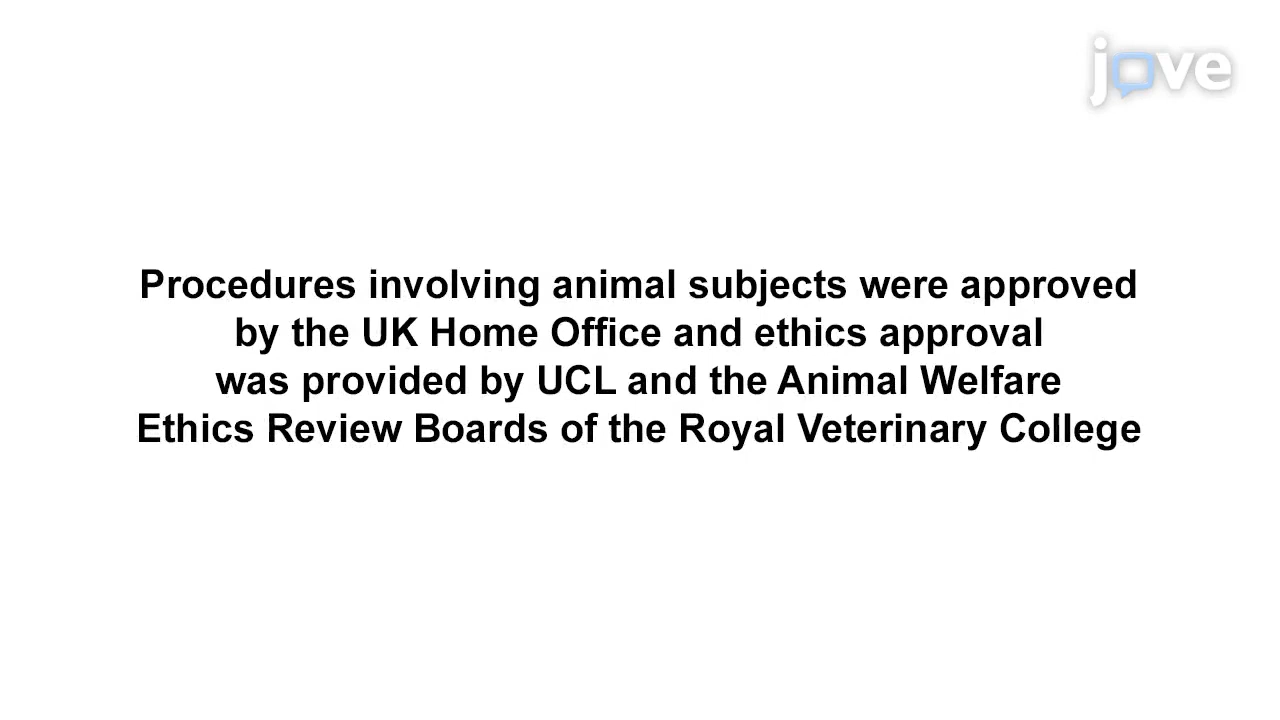 jove
Procedures involving animal subjects were approved
by the UK Home Office and ethics approval
was provided by UCL and the Animal Welfare
Ethics Review Boards of the Royal Veterinary College